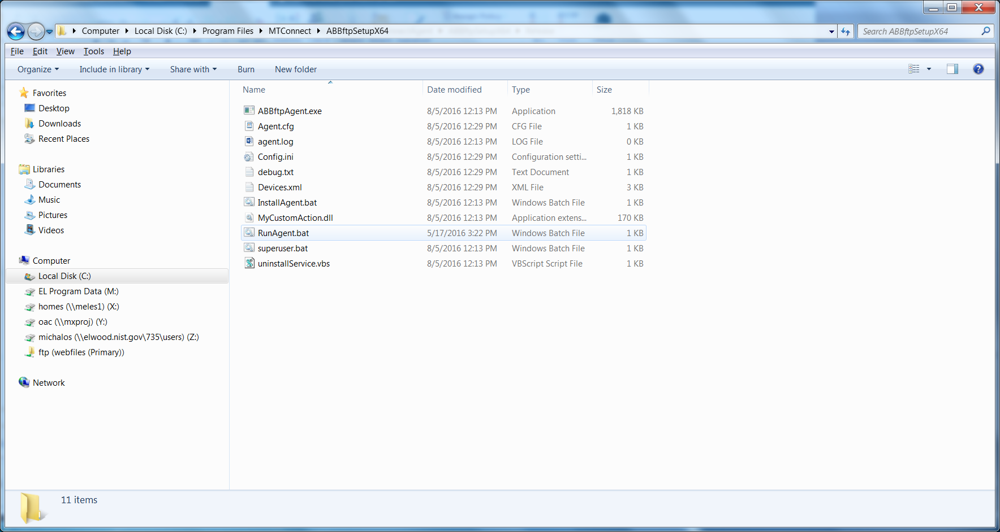 Computer Local Disk (C:) Program Files MTConnect ABBftpSetupX64 Search ABBftpSetupX64
File Edit View Tools Help
Organize Include in library Share with Burn New folder
Favorites
Desktop
Downloads
Recent Places
Libraries
Documents
Music
Pictures
Videos
Computer
Local Disk (C:)
EL Program Data (M:)
homes (\\meles1) (X:)
oac (\\mxproj) (Y:)
michalos (\\elwood.nist.gov\735\users) (Z:)
ftp (webfiles (Primary))
Network
Name Date modified Type Size
ABBftpAgent.exe 8/5/2016 12:13 PM Application 1,818 KB
Agent.cfg 8/5/2016 12:29 PM CFG File 1 KB
agent.log 8/5/2016 12:13 PM LOG File 0 KB
Config.ini 8/5/2016 12:29 PM Configuration setti... 1 KB
debug.txt 8/5/2016 12:29 PM Text Document 1 KB
Devices.xml 8/5/2016 12:29 PM XML File 3 KB
InstallAgent.bat 8/5/2016 12:13 PM Windows Batch File 1 KB
MyCustomAction.dll 8/5/2016 12:13 PM Application extens... 170 KB
RunAgent.bat 5/17/2016 3:22 PM Windows Batch File 1 KB
superuser.bat 8/5/2016 12:13 PM Windows Batch File 1 KB
uninstallService.vbs 8/5/2016 12:13 PM VBScript Script File 1 KB
11 items